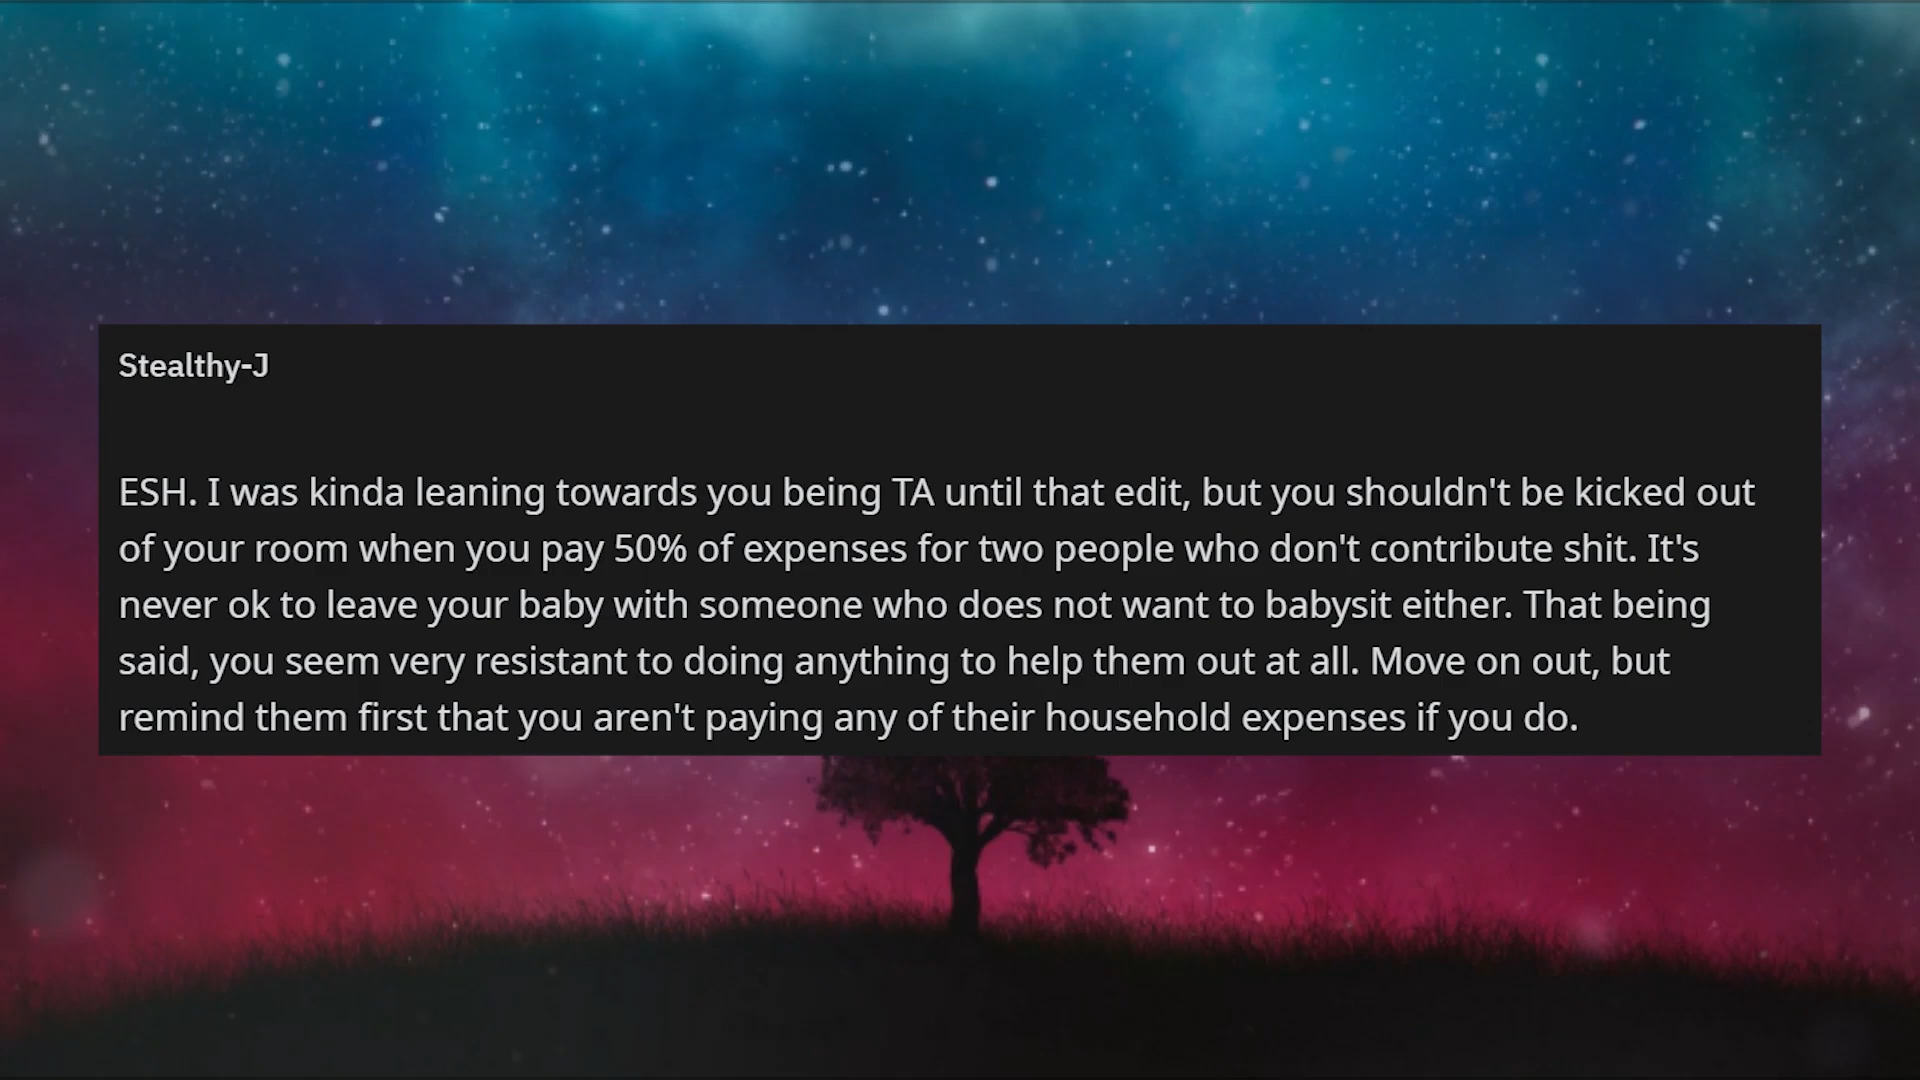 Stealthy-J
ESH. I was kinda leaning towards you being TA until that edit, but you shouldn't be kicked out
of your room when you pay 50% of expenses for two people who don't contribute shit. It's
never ok to leave your baby with someone who does not want to babysit either. That being
said, you seem very resistant to doing anything to help them out at all. Move on out, but
remind them first that you aren't paying any of their household expenses if you do.